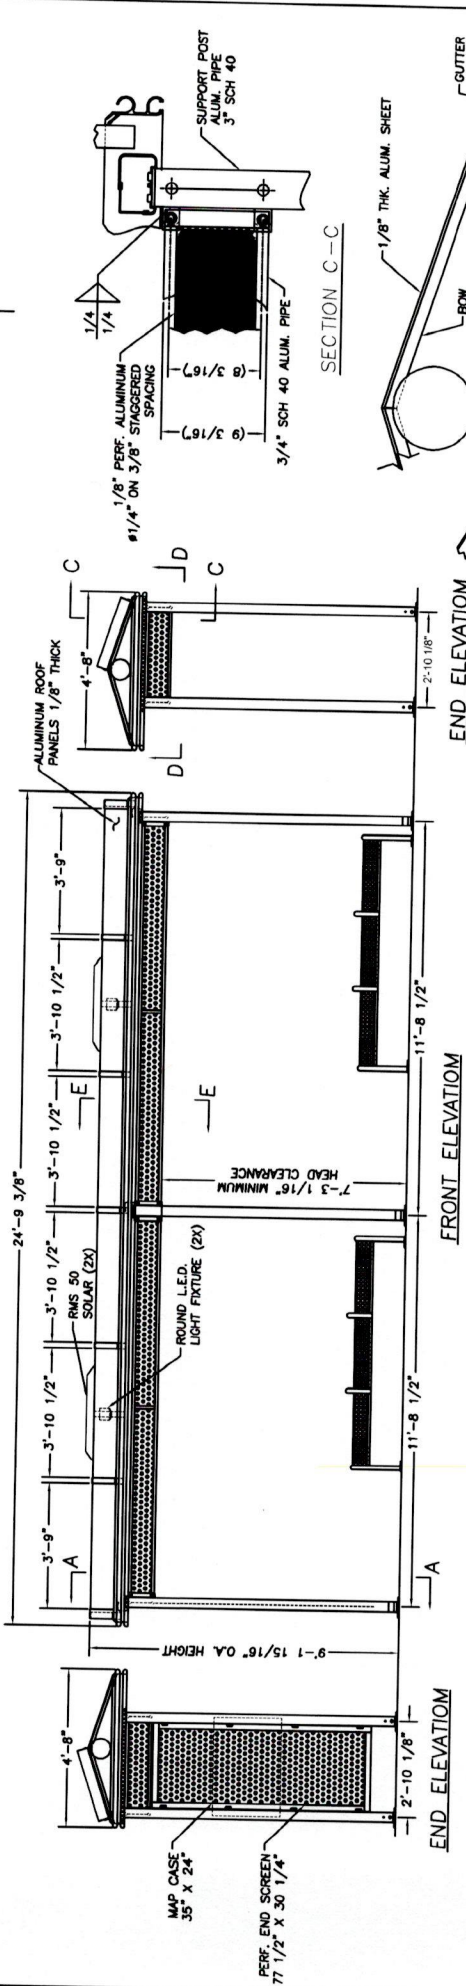 4'-8"
MAP CASE
35" X 24"
PERF. END SCREEN
77 1/2" X 30 1/4"
2'-10 1/8"
END ELEVATIOM
24'-9 3/8"
3'-9"
3'-10 1/2"
3'-10 1/2"
3'-10 1/2"
3'-10 1/2"
3'-9"
A
RMS 50
SOLAR (2X)
E
ALUMINUM ROOF
PANELS 1/8" THICK
ROUND L.E.D.
LIGHT FIXTURE (2X)
9'-1 15/16" O.A. HEIGHT
7'-3 1/16" MINIMUM
HEAD CLEARANCE
E
A
11'-8 1/2"
11'-8 1/2"
FRONT ELEVATIOM
C
4'-8"
D
D
C
2'-10 1/8"
END ELEVATIOM
1/4
1/4
1/8" PERF. ALUMINUM
ø1/4" ON 3/8" STAGGERED
SPACING
(9 3/16")
(8 3/16")
3/4" SCH 40 ALUM. PIPE
SUPPORT POST
ALUM. PIPE
3" SCH 40
SECTION C-C
1/8" THK. ALUM. SHEET
GUTTER
BOW